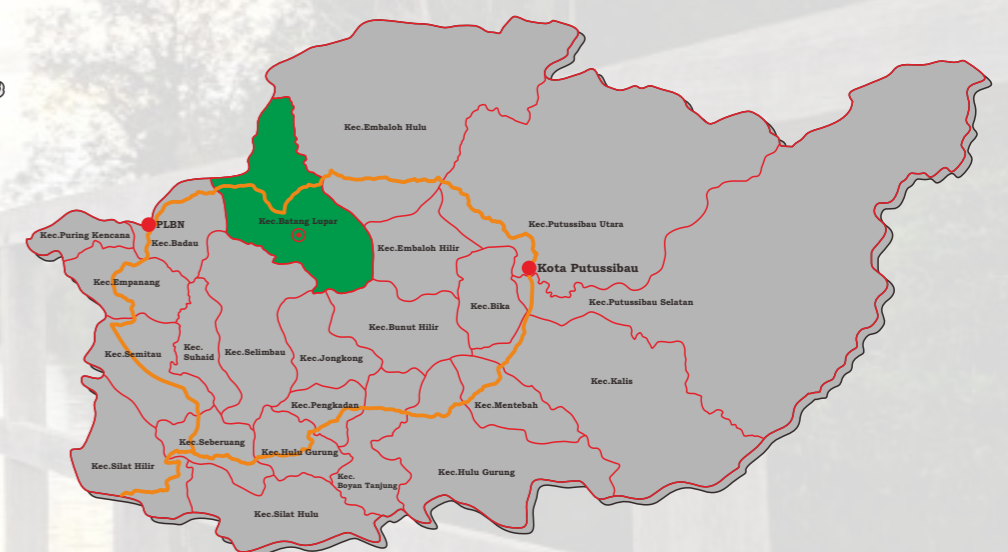 Kec.Embaloh Hulu
Kec.Batang Lupar
PLBN
Kec.Puring Kencana
Kec.Badau
Kec.Putussibau Utara
Kec.Embaloh Hilir
Kota Putussibau
Kec.Empanang
Kec.Putussibau Selatan
Kec.Bika
Kec.Bunut Hilir
Kec.Semitau
Kec.
Suhaid
Kec.Selimbau
Kec.Jongkong
Kec.Kalis
Kec.Pengkadan
Kec.Mentebah
Kec.Seberuang
Kec.Hulu Gurung
Kec.Silat Hilir
Kec.Hulu Gurung
Kec.
Boyan Tanjung
Kec.Silat Hulu